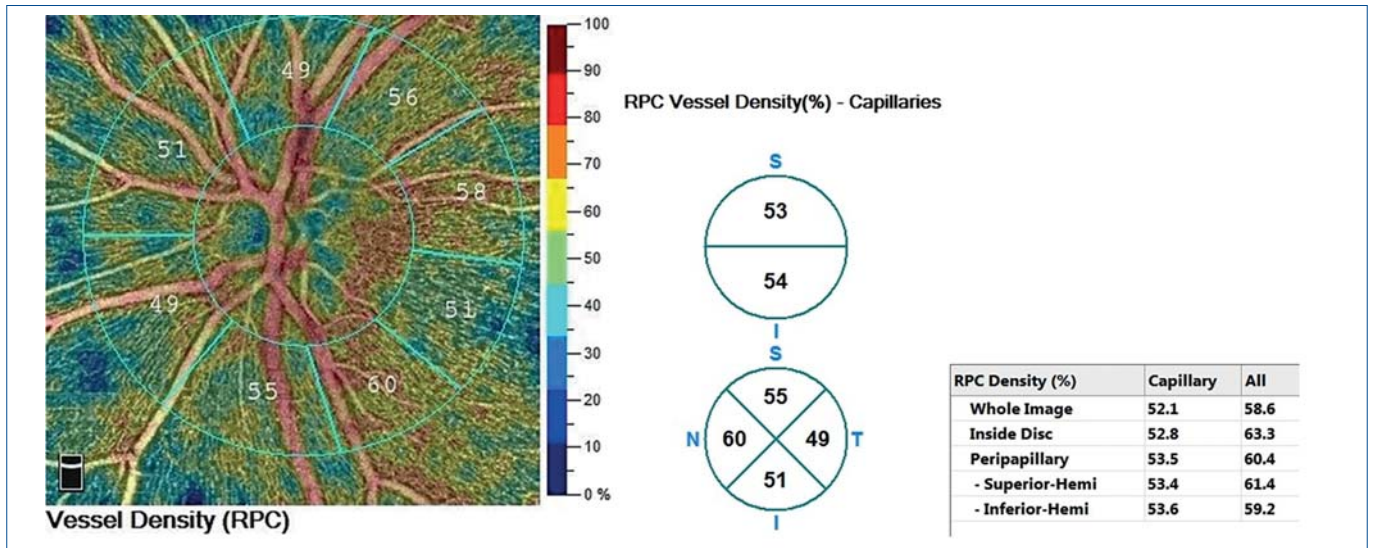 49
56
51
58
49
51
55
60
Vessel Density (RPC)
100
90
80
70
60
50
40
30
20
10
0 %
RPC Vessel Density(%) - Capillaries
S
53
54
I
S
55
N 60 49 T
51
I
RPC Density (%) Capillary All
Whole Image 52.1 58.6
Inside Disc 52.8 63.3
Peripapillary 53.5 60.4
- Superior-Hemi 53.4 61.4
- Inferior-Hemi 53.6 59.2